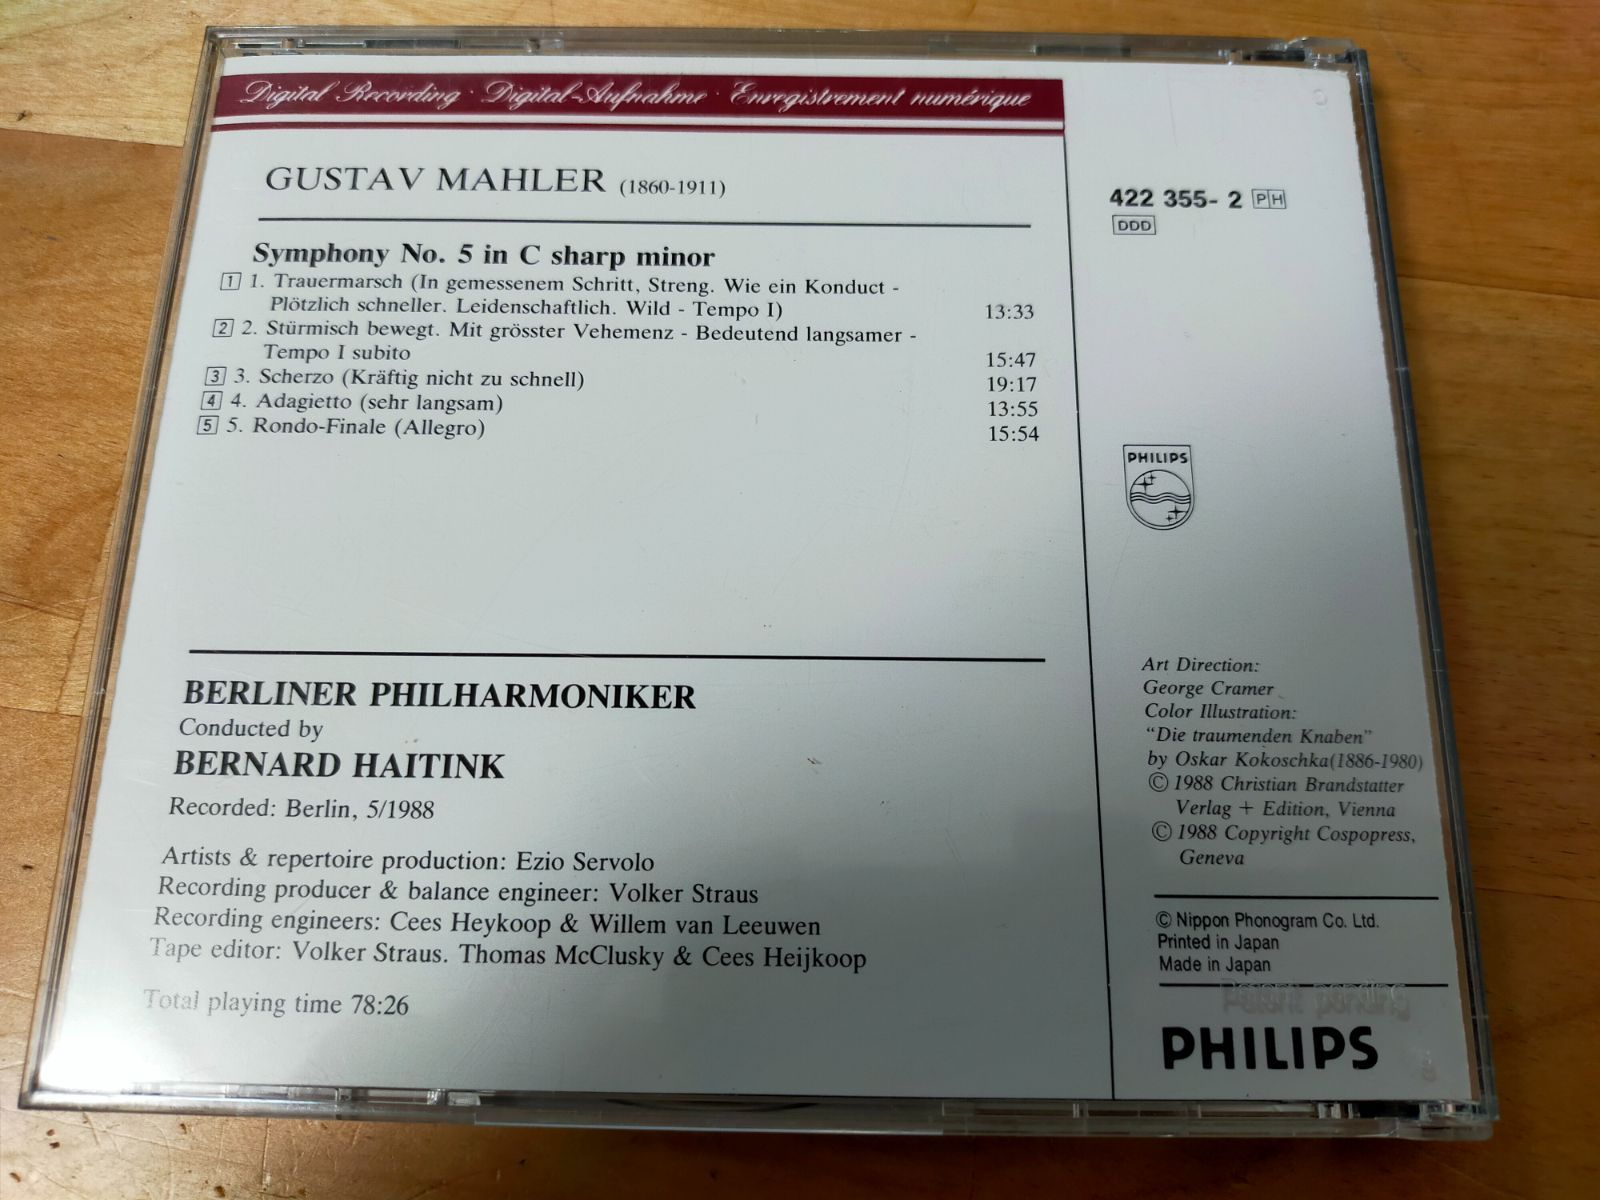 Digital Recording · Digital-Aufnahme · Enregistrement numérique
GUSTAV MAHLER (1860-1911)
Symphony No. 5 in C sharp minor
1 1. Trauermarsch (In gemessenem Schritt, Streng. Wie ein Konduct -
Plötzlich schneller. Leidenschaftlich. Wild - Tempo I) 13:33
2 2. Stürmisch bewegt. Mit grösster Vehemenz - Bedeutend langsamer -
Tempo I subito 15:47
3 3. Scherzo (Kräftig nicht zu schnell) 19:17
4 4. Adagietto (sehr langsam) 13:55
5 5. Rondo-Finale (Allegro) 15:54
BERLINER PHILHARMONIKER
Conducted by
BERNARD HAITINK
Recorded: Berlin, 5/1988
Artists & repertoire production: Ezio Servolo
Recording producer & balance engineer: Volker Straus
Recording engineers: Cees Heykoop & Willem van Leeuwen
Tape editor: Volker Straus. Thomas McClusky & Cees Heijkoop
Total playing time 78:26
422 355- 2 PH
DDD
PHILIPS
Art Direction:
George Cramer
Color Illustration:
"Die traumenden Knaben"
by Oskar Kokoschka(1886-1980)
© 1988 Christian Brandstatter
Verlag + Edition, Vienna
© 1988 Copyright Cospopress,
Geneva
© Nippon Phonogram Co. Ltd.
Printed in Japan
Made in Japan
Patent pending
PHILIPS